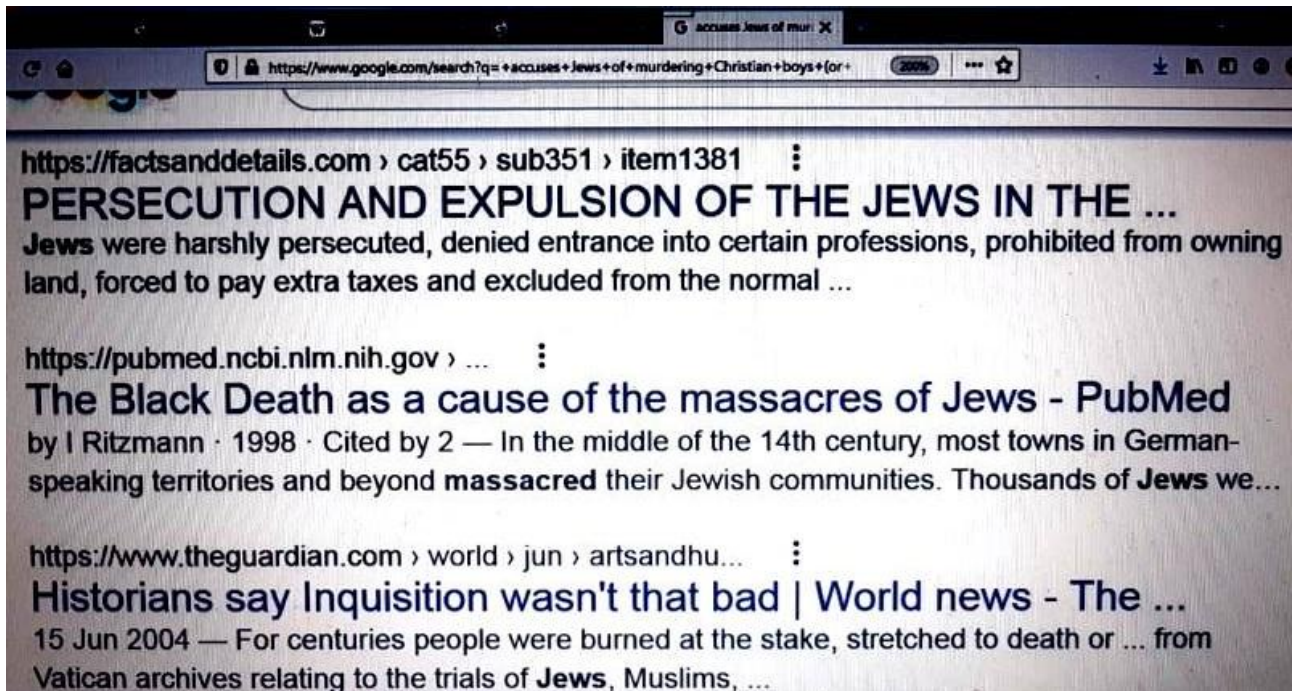 G accuses Jews of mur X
https://www.google.com/search?q= +accuses+Jews+of+murdering+Christian+boys+(or+ 200%
https://factsanddetails.com › cat55 › sub351 › item1381
PERSECUTION AND EXPULSION OF THE JEWS IN THE ...
Jews were harshly persecuted, denied entrance into certain professions, prohibited from owning
land, forced to pay extra taxes and excluded from the normal ...
https://pubmed.ncbi.nlm.nih.gov › ...
The Black Death as a cause of the massacres of Jews - PubMed
by I Ritzmann · 1998 · Cited by 2 — In the middle of the 14th century, most towns in German-
speaking territories and beyond massacred their Jewish communities. Thousands of Jews we...
https://www.theguardian.com › world › jun › artsandhu...
Historians say Inquisition wasn't that bad | World news - The ...
15 Jun 2004 — For centuries people were burned at the stake, stretched to death or ... from
Vatican archives relating to the trials of Jews, Muslims, ...